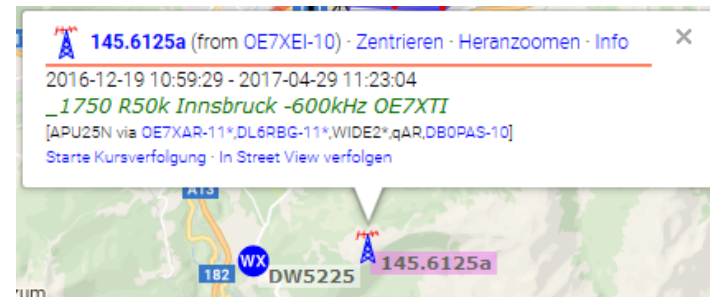 145.6125a (from OE7XEI-10) · Zentrieren · Heranzoomen · Info ×
2016-12-19 10:59:29 - 2017-04-29 11:23:04
_1750 R50k Innsbruck -600kHz OE7XTI
[APU25N via OE7XAR-11*,DL6RBG-11*,WIDE2*,qAR,DB0PAS-10]
Starte Kursverfolgung · In Street View verfolgen
A13
WX
145.6125a
182
DW5225